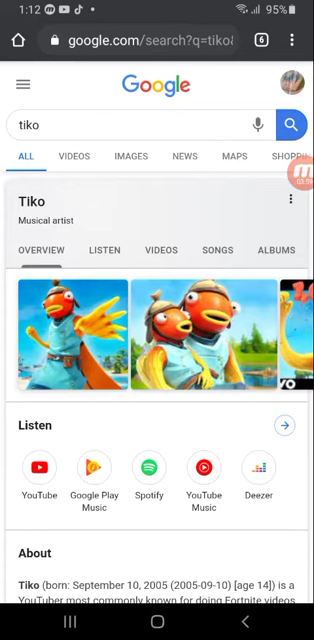 1:12 95%
google.com/search?q=tiko& 6
Google
tiko
ALL VIDEOS IMAGES NEWS MAPS SHOPPI
Tiko
Musical artist
OVERVIEW LISTEN VIDEOS SONGS ALBUMS
Listen
YouTube Google Play Music Spotify YouTube Music Deezer
About
Tiko (born: September 10, 2005 (2005-09-10) [age 14]) is a
YouTuber most commonly known for doing Fortnite videos